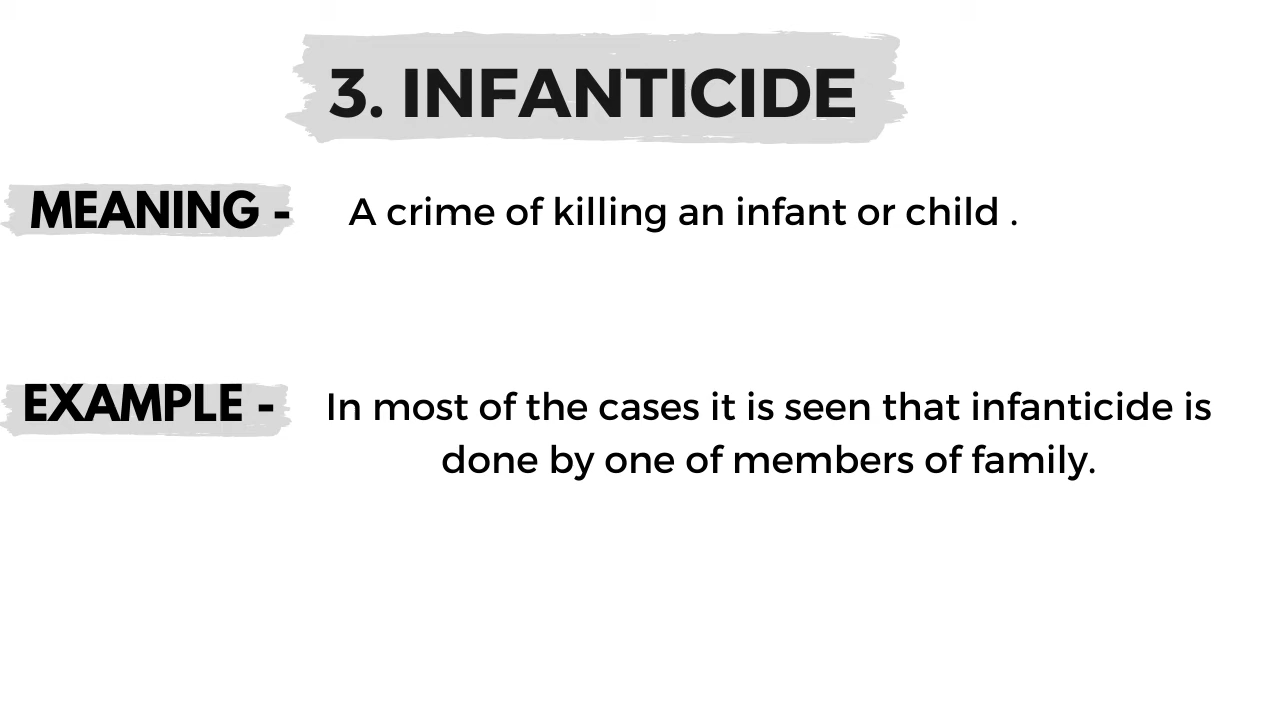 3. INFANTICIDE
MEANING - A crime of killing an infant or child .
EXAMPLE - In most of the cases it is seen that infanticide is
done by one of members of family.